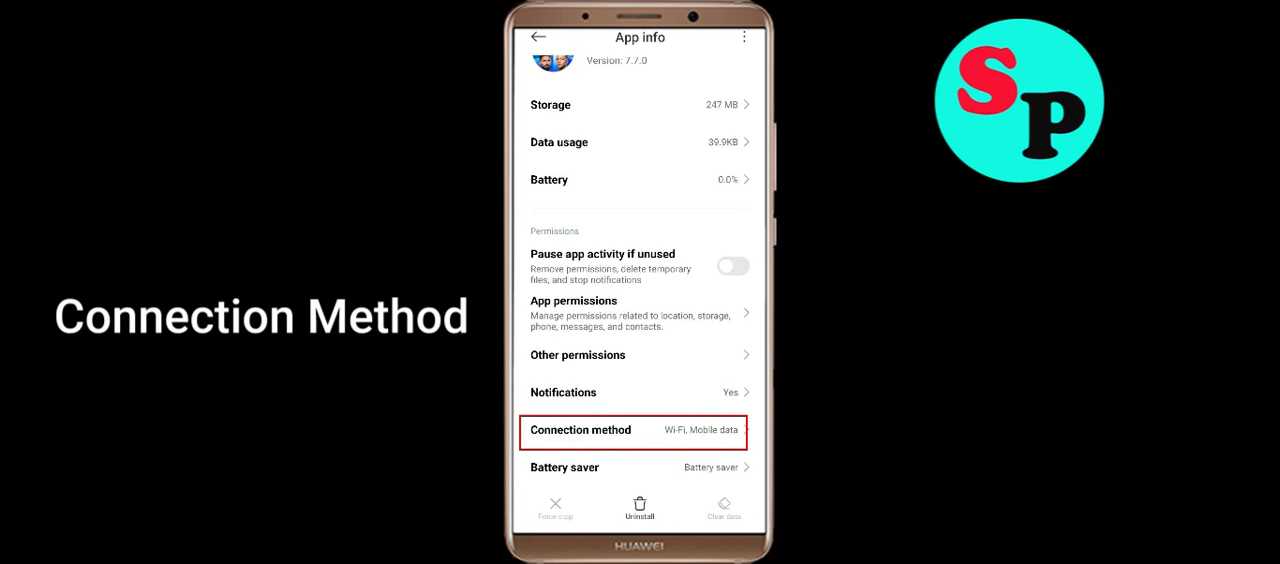 App info
Version: 7.7.0
Storage 247 MB
Data usage 39.9KB
Battery 0.0%
Permissions
Pause app activity if unused
Remove permissions, delete temporary
files, and stop notifications
App permissions
Manage permissions related to location, storage,
phone, messages, and contacts.
Other permissions
Notifications Yes
Connection method Wi-Fi, Mobile data
Battery saver Battery saver
Force stop Uninstall Clear data
HUAWEI
Connection Method
SP